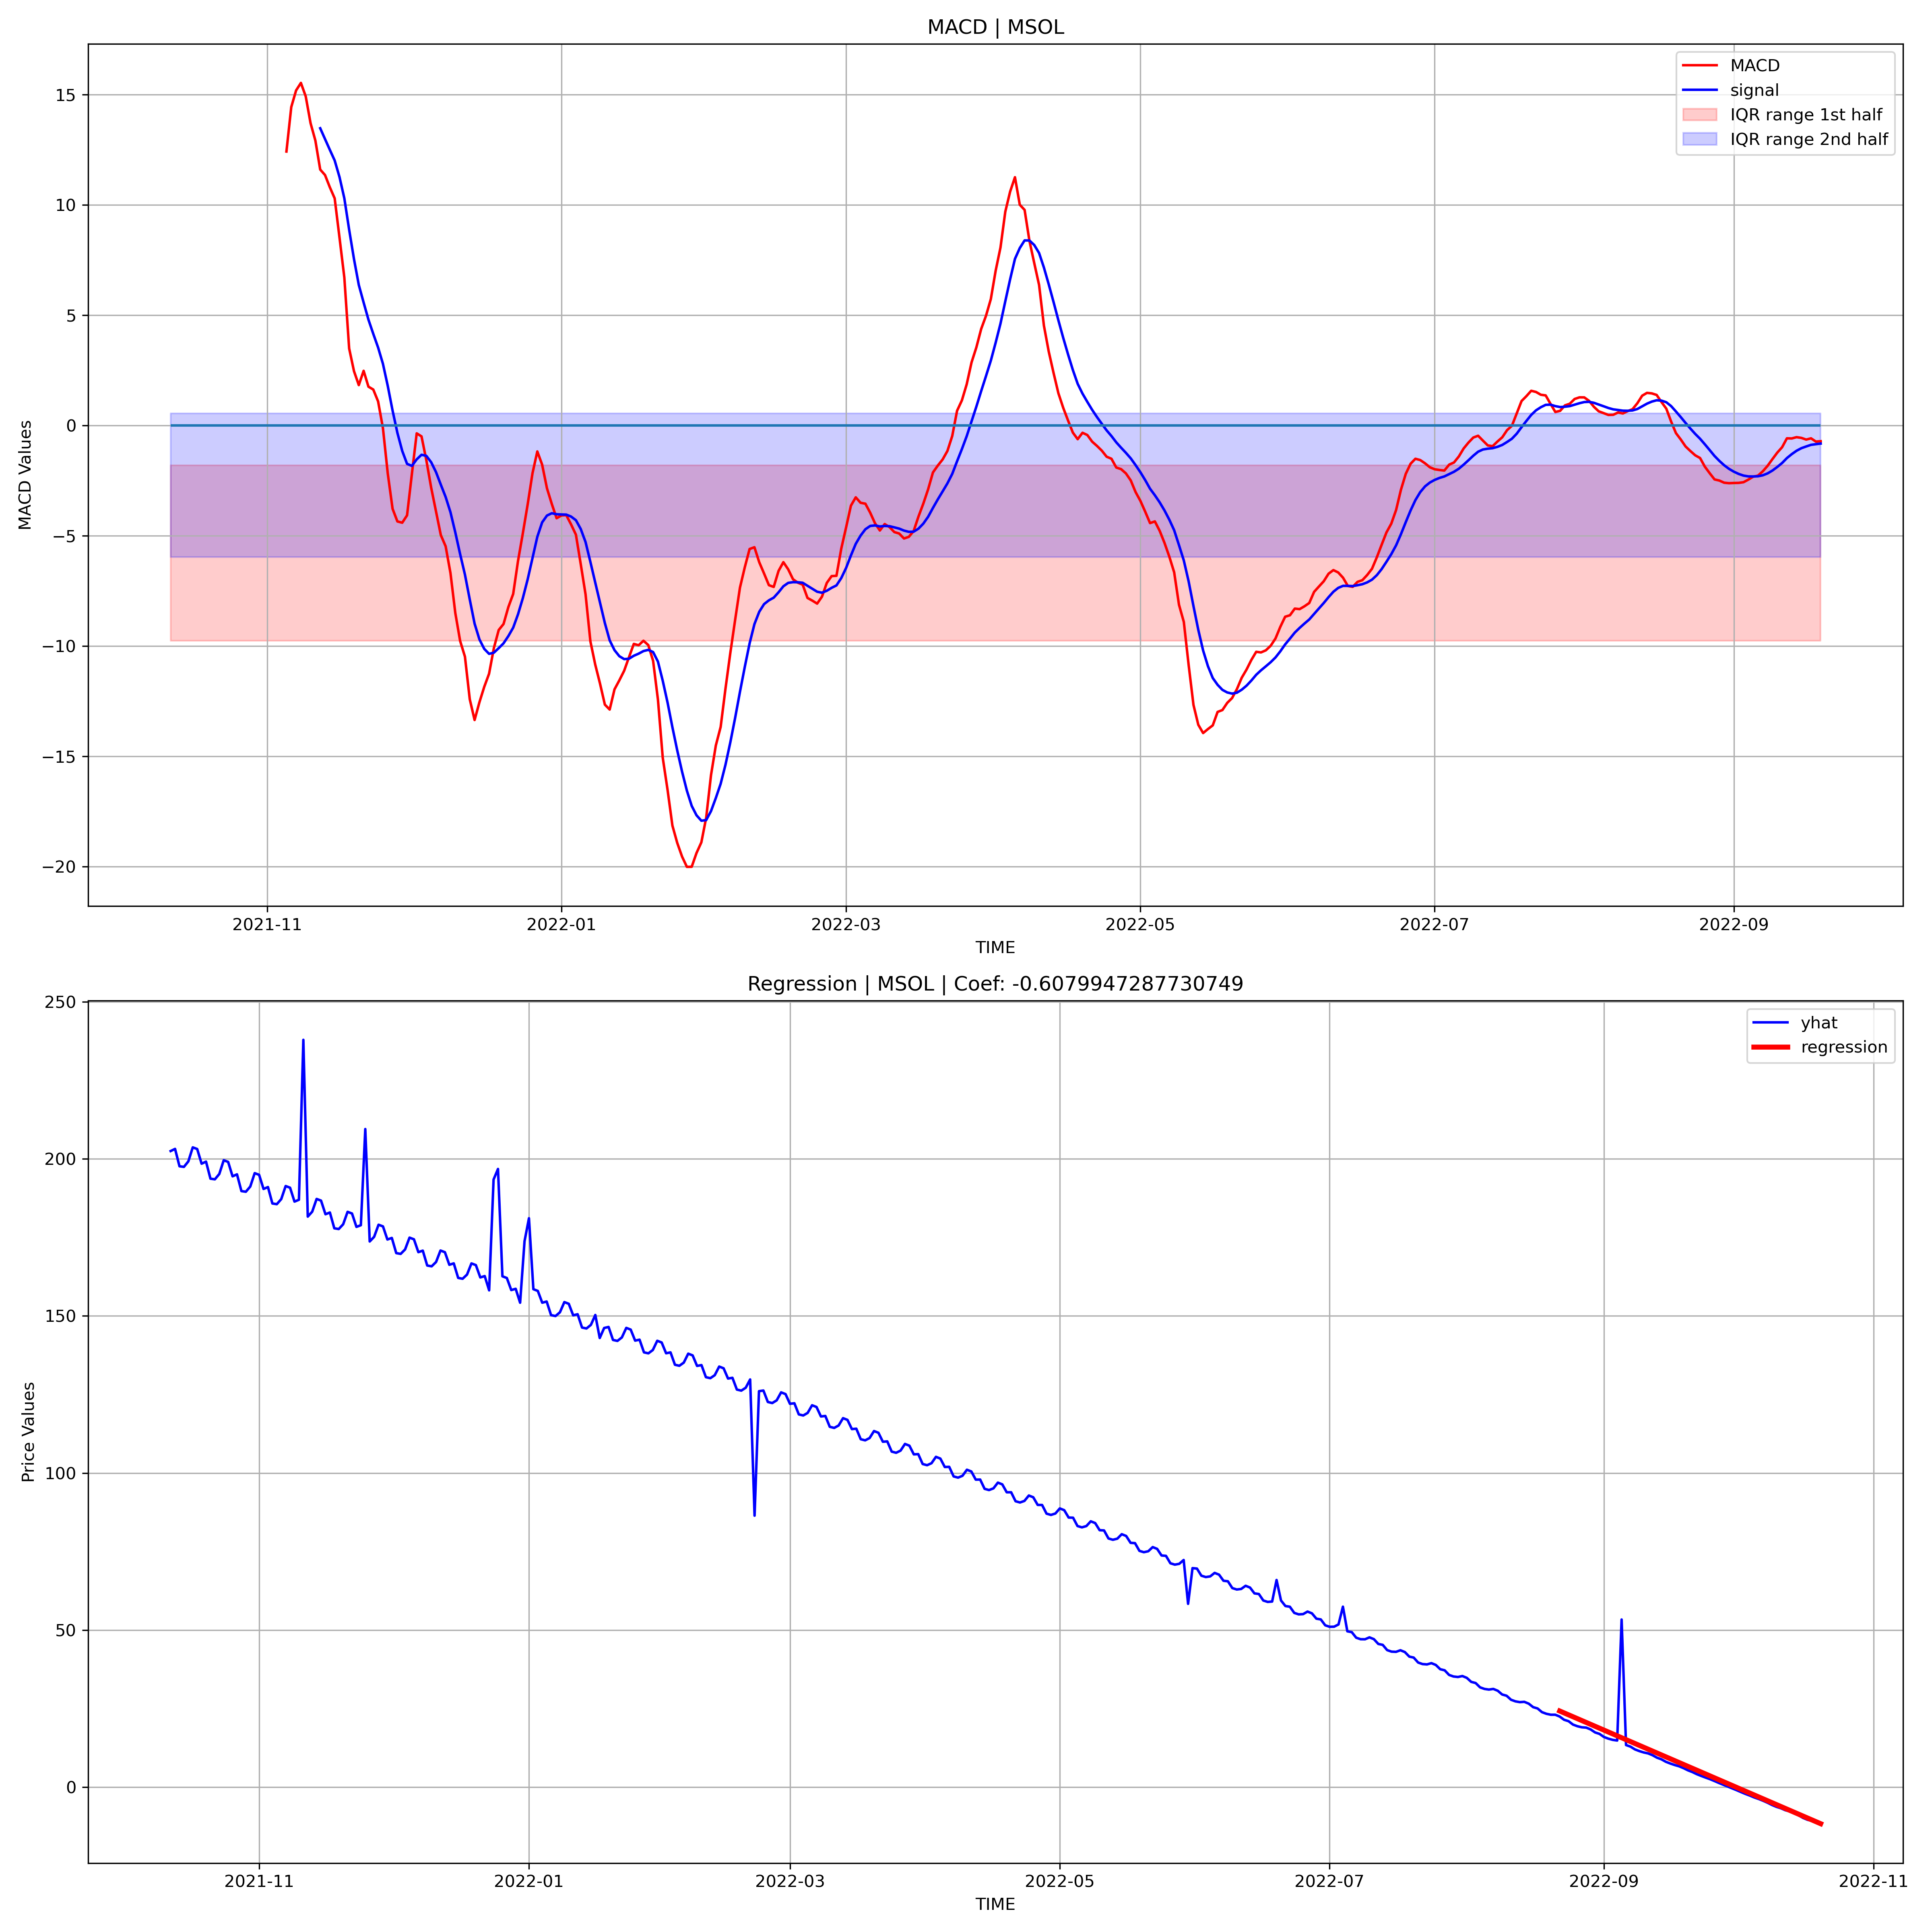 MACD | MSOL
MACD
signal
IQR range 1st half
IQR range 2nd half
MACD Values
15
10
5
0
−5
−10
−15
−20
2021-11 2022-01 2022-03 2022-05 2022-07 2022-09
TIME
Regression | MSOL | Coef: -0.6079947287730749
yhat
regression
Price Values
250
200
150
100
50
0
2021-11 2022-01 2022-03 2022-05 2022-07 2022-09 2022-11
TIME